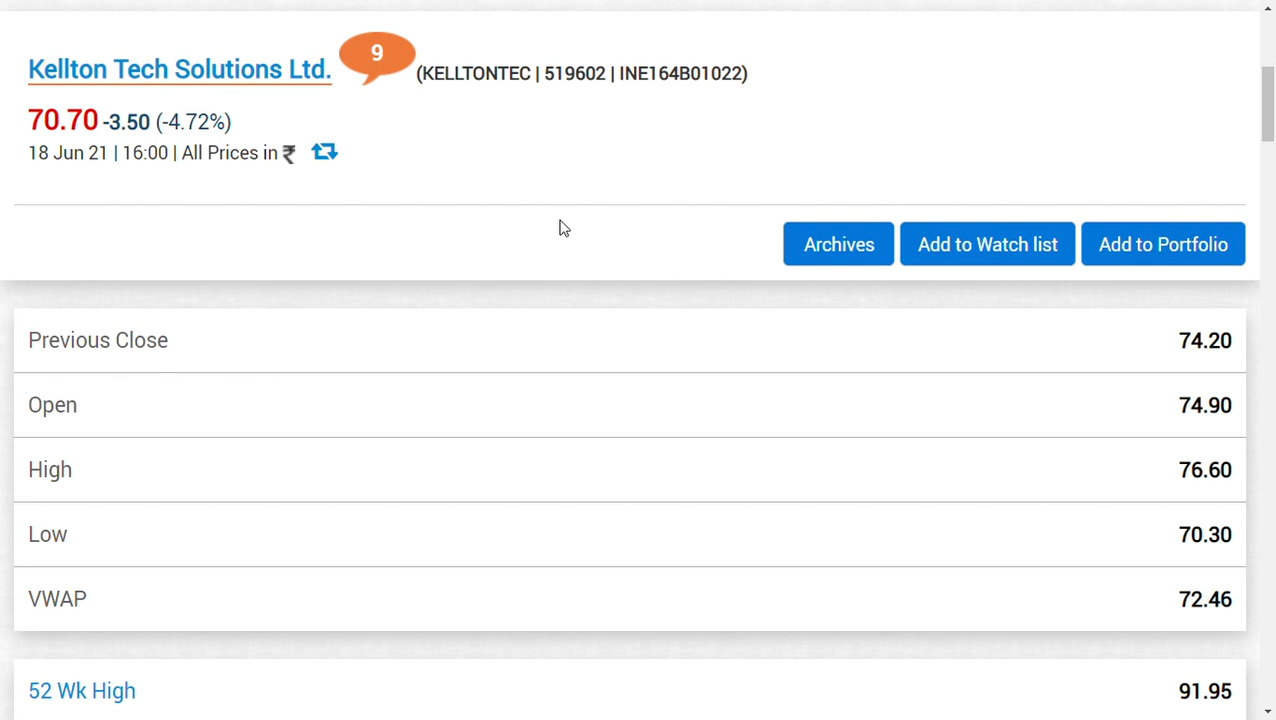 Kellton Tech Solutions Ltd. 9 (KELLTONTEC | 519602 | INE164B01022)
70.70 -3.50 (-4.72%)
18 Jun 21 | 16:00 | All Prices in ₹
Archives Add to Watch list Add to Portfolio
Previous Close 74.20
Open 74.90
High 76.60
Low 70.30
VWAP 72.46
52 Wk High 91.95